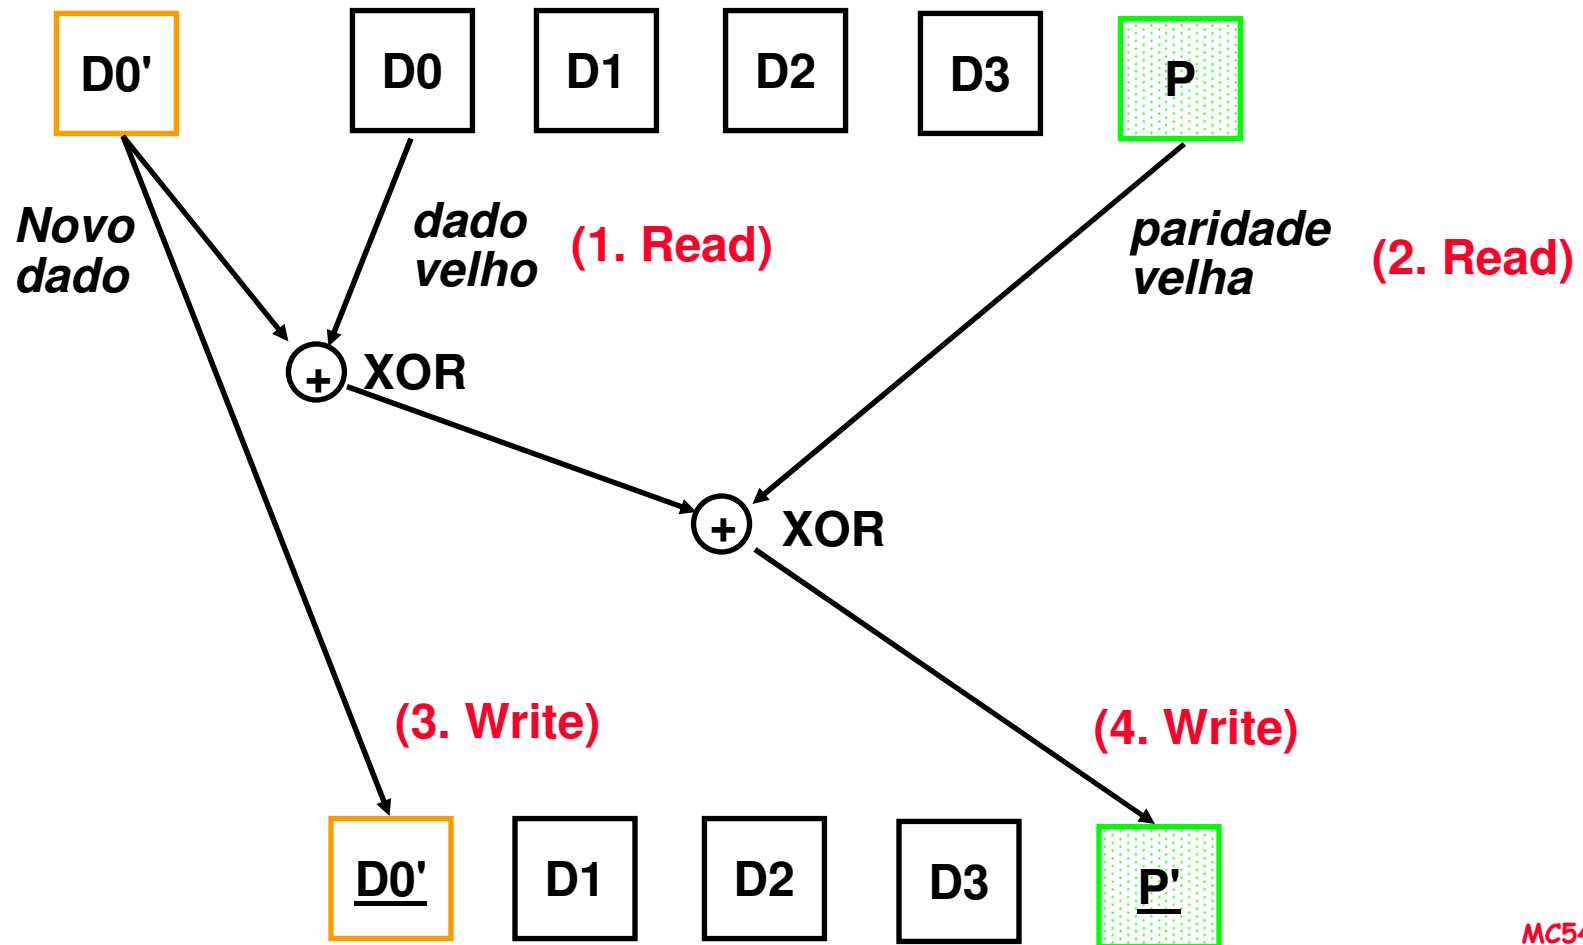 D0' D0 D1 D2 D3 P
Novo
dado
dado
velho
(1. Read)
paridade
velha
(2. Read)
+ XOR
+ XOR
(3. Write)
(4. Write)
D0' D1 D2 D3 P'